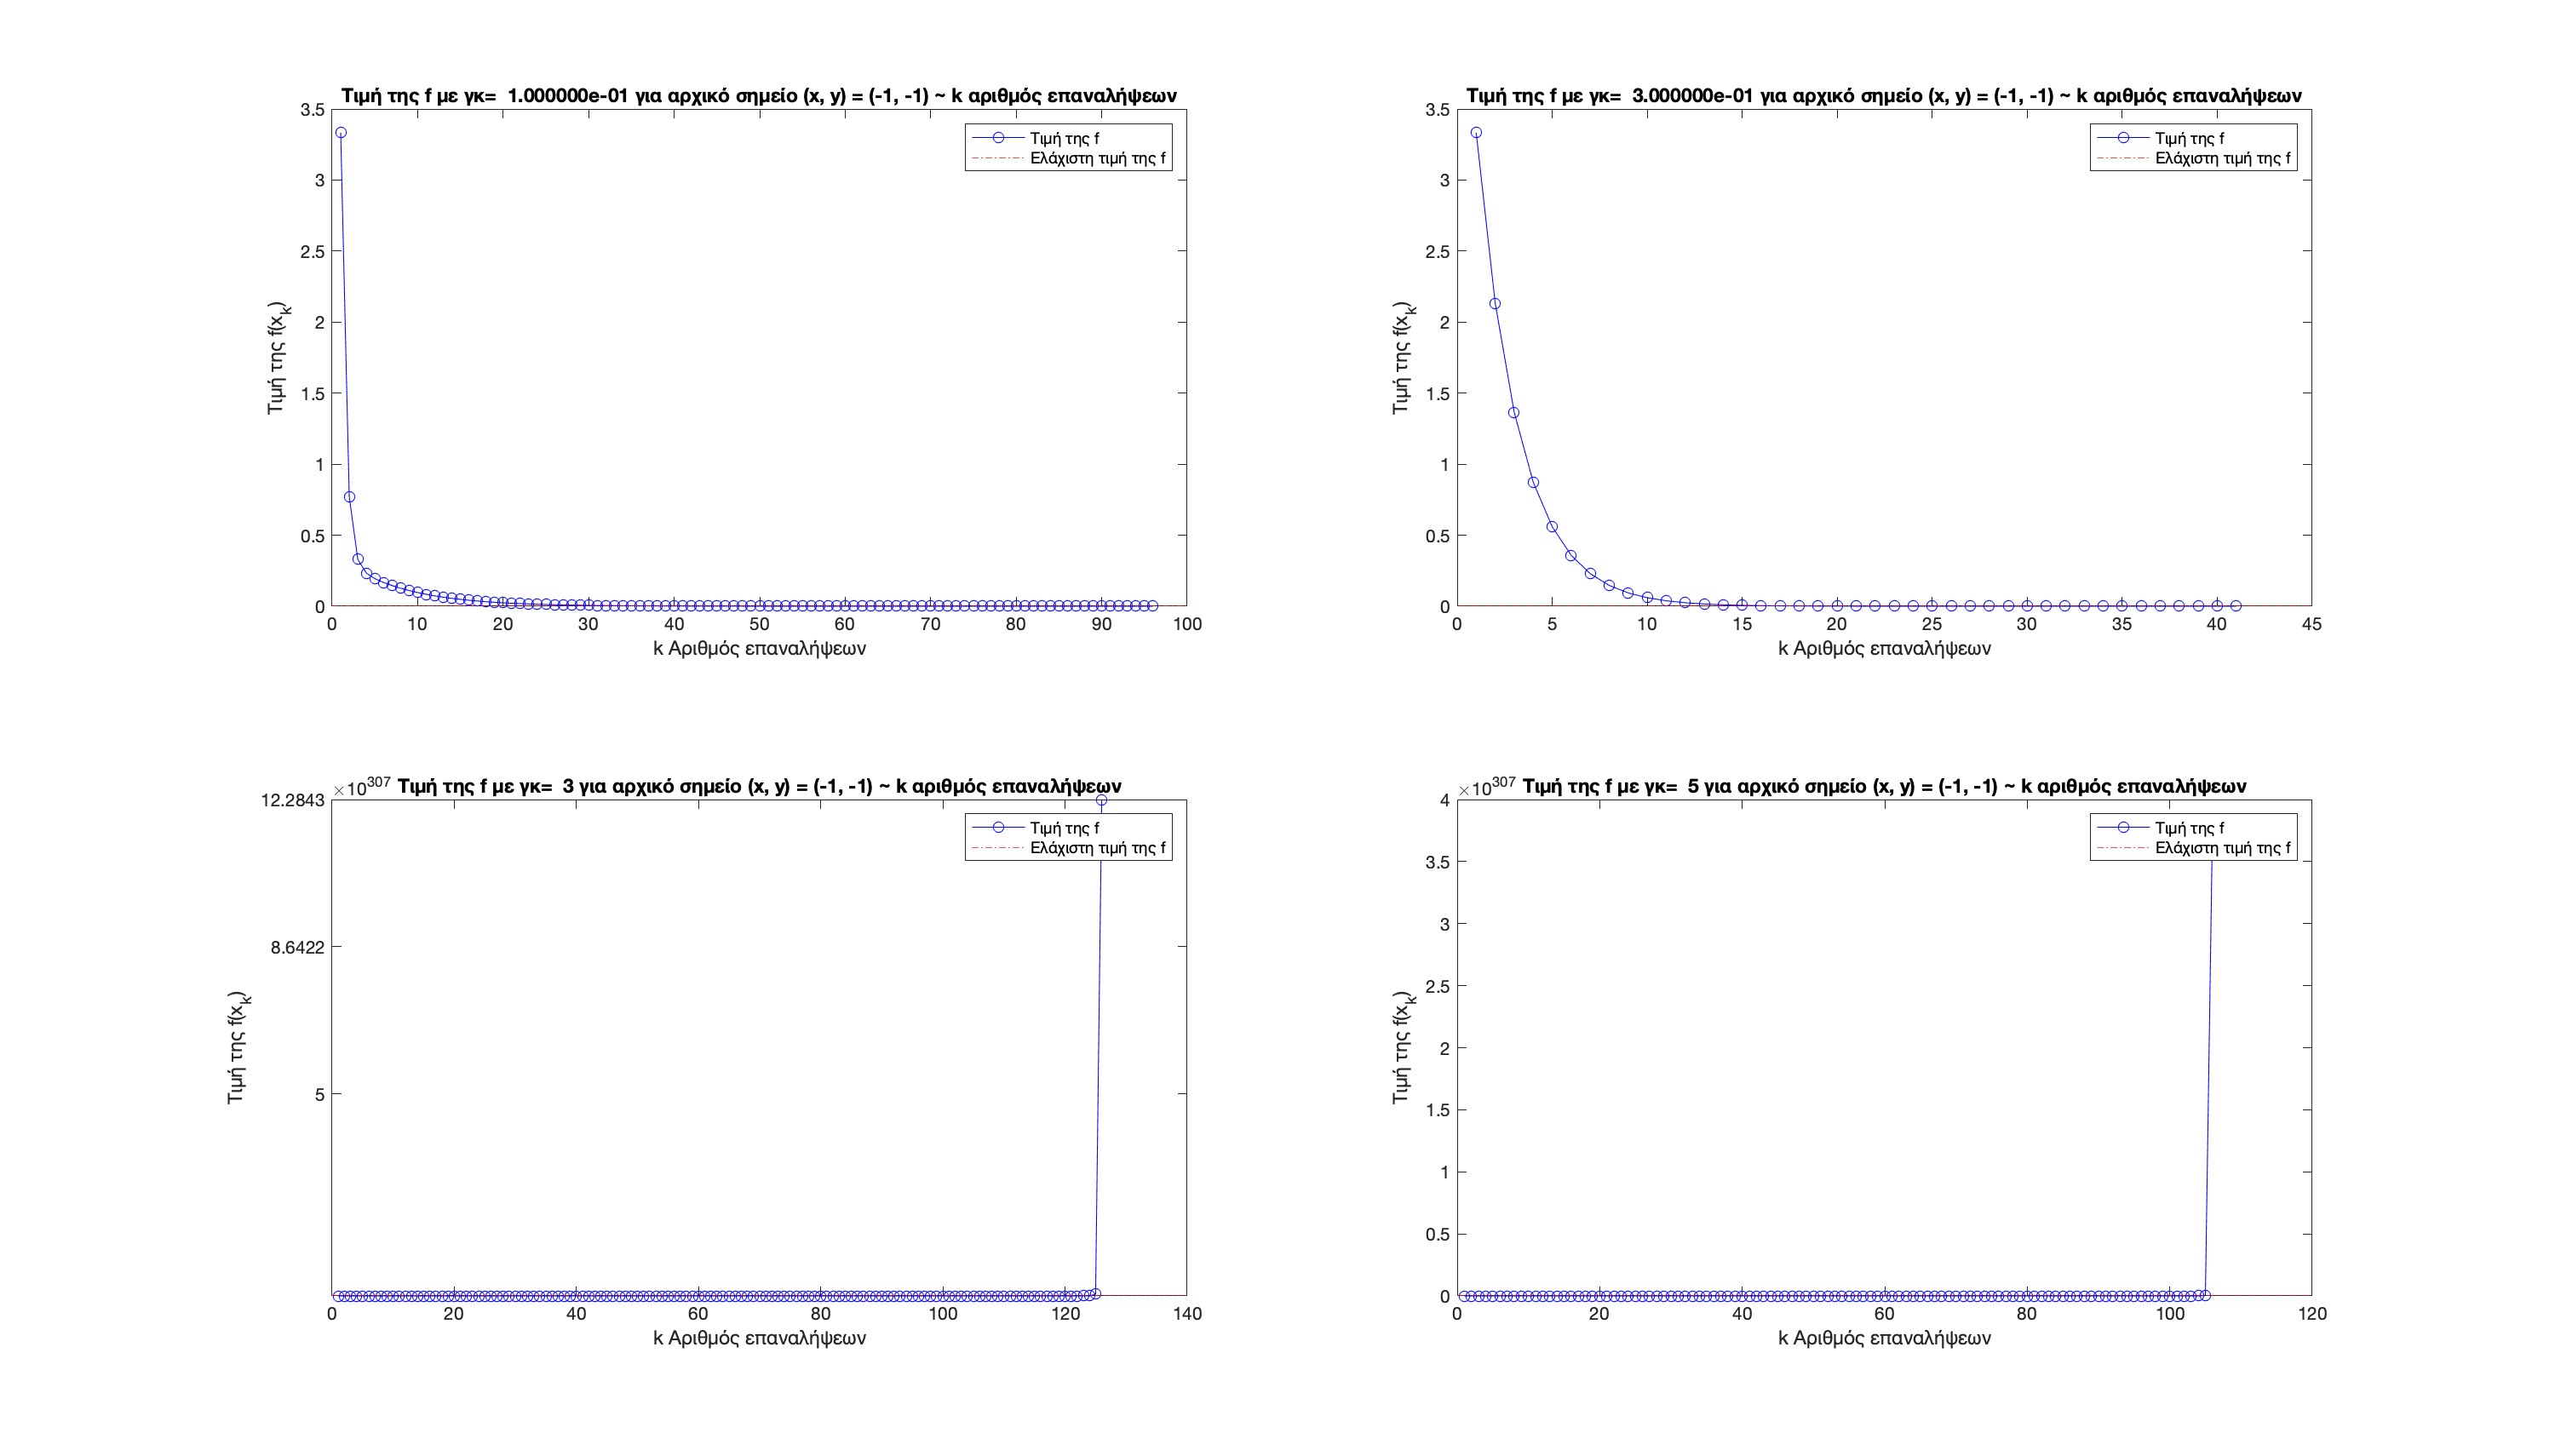 Τιμή της f με γκ= 1.000000e-01 για αρχικό σημείο (x, y) = (-1, -1) ~ k αριθμός επαναλήψεων
3.5
3
2.5
2
1.5
1
0.5
0
Τιμή της f(x_k)
Τιμή της f
Ελάχιστη τιμή της f
0 10 20 30 40 50 60 70 80 90 100
k Αριθμός επαναλήψεων
Τιμή της f με γκ= 3.000000e-01 για αρχικό σημείο (x, y) = (-1, -1) ~ k αριθμός επαναλήψεων
3.5
3
2.5
2
1.5
1
0.5
0
Τιμή της f(x_k)
Τιμή της f
Ελάχιστη τιμή της f
0 5 10 15 20 25 30 35 40 45
k Αριθμός επαναλήψεων
×10^307 Τιμή της f με γκ= 3 για αρχικό σημείο (x, y) = (-1, -1) ~ k αριθμός επαναλήψεων
12.2843
8.6422
5
Τιμή της f(x_k)
Τιμή της f
Ελάχιστη τιμή της f
0 20 40 60 80 100 120 140
k Αριθμός επαναλήψεων
×10^307 Τιμή της f με γκ= 5 για αρχικό σημείο (x, y) = (-1, -1) ~ k αριθμός επαναλήψεων
4
3.5
3
2.5
2
1.5
1
0.5
0
Τιμή της f(x_k)
Τιμή της f
Ελάχιστη τιμή της f
0 20 40 60 80 100 120
k Αριθμός επαναλήψεων